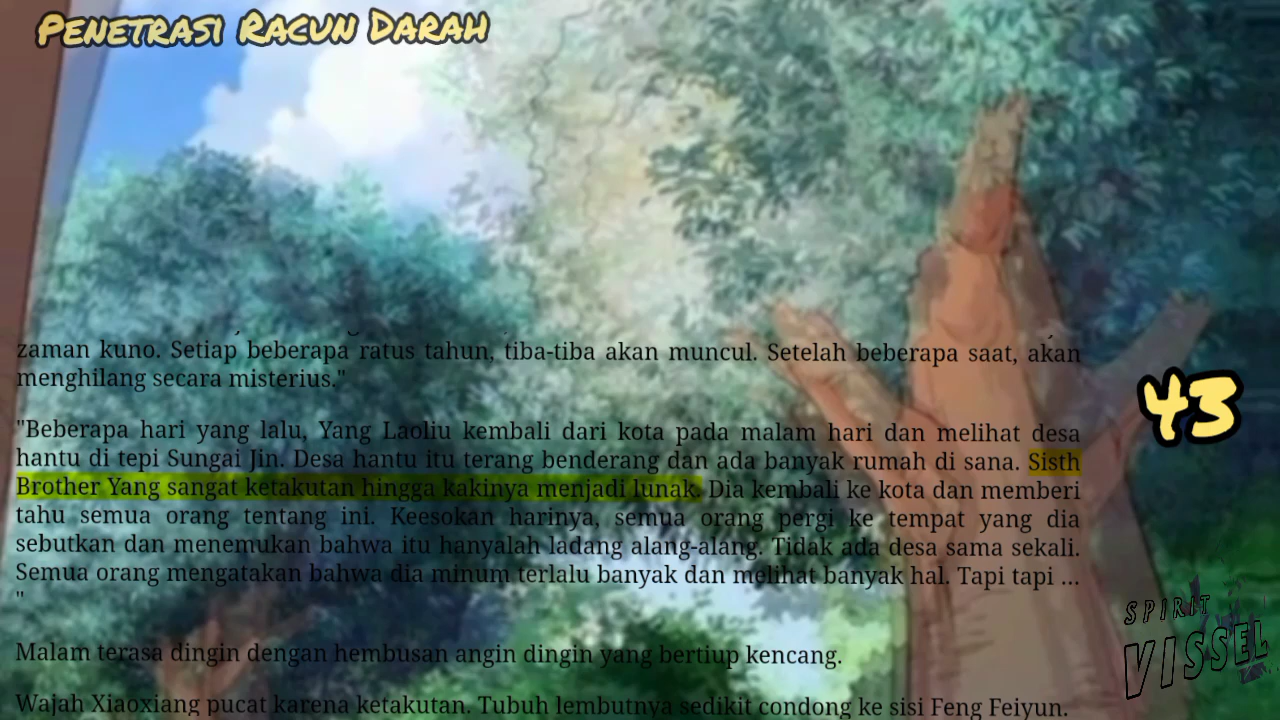 PENETRASI RACUN DARAH
zaman kuno. Setiap beberapa ratus tahun, tiba-tiba akan muncul. Setelah beberapa saat, akan
menghilang secara misterius."
"Beberapa hari yang lalu, Yang Laoliu kembali dari kota pada malam hari dan melihat desa
hantu di tepi Sungai Jin. Desa hantu itu terang benderang dan ada banyak rumah di sana. Sisth
Brother Yang sangat ketakutan hingga kakinya menjadi lunak. Dia kembali ke kota dan memberi
tahu semua orang tentang ini. Keesokan harinya, semua orang pergi ke tempat yang dia
sebutkan dan menemukan bahwa itu hanyalah ladang alang-alang. Tidak ada desa sama sekali.
Semua orang mengatakan bahwa dia minum terlalu banyak dan melihat banyak hal. Tapi tapi ...
"
Malam terasa dingin dengan hembusan angin dingin yang bertiup kencang.
Wajah Xiaoxiang pucat karena ketakutan. Tubuh lembutnya sedikit condong ke sisi Feng Feiyun.
43
SPIRIT
VISSEL